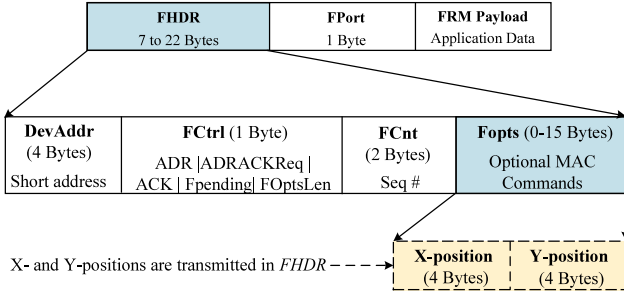 FHDR FPort FRM Payload
7 to 22 Bytes 1 Byte Application Data
DevAddr FCtrl (1 Byte) FCnt Fopts (0-15 Bytes)
(4 Bytes) ADR |ADRACKReq | (2 Bytes) Optional MAC
Short address ACK | Fpending| FOptsLen Seq # Commands
X-position Y-position
X- and Y-positions are transmitted in FHDR
(4 Bytes) (4 Bytes)